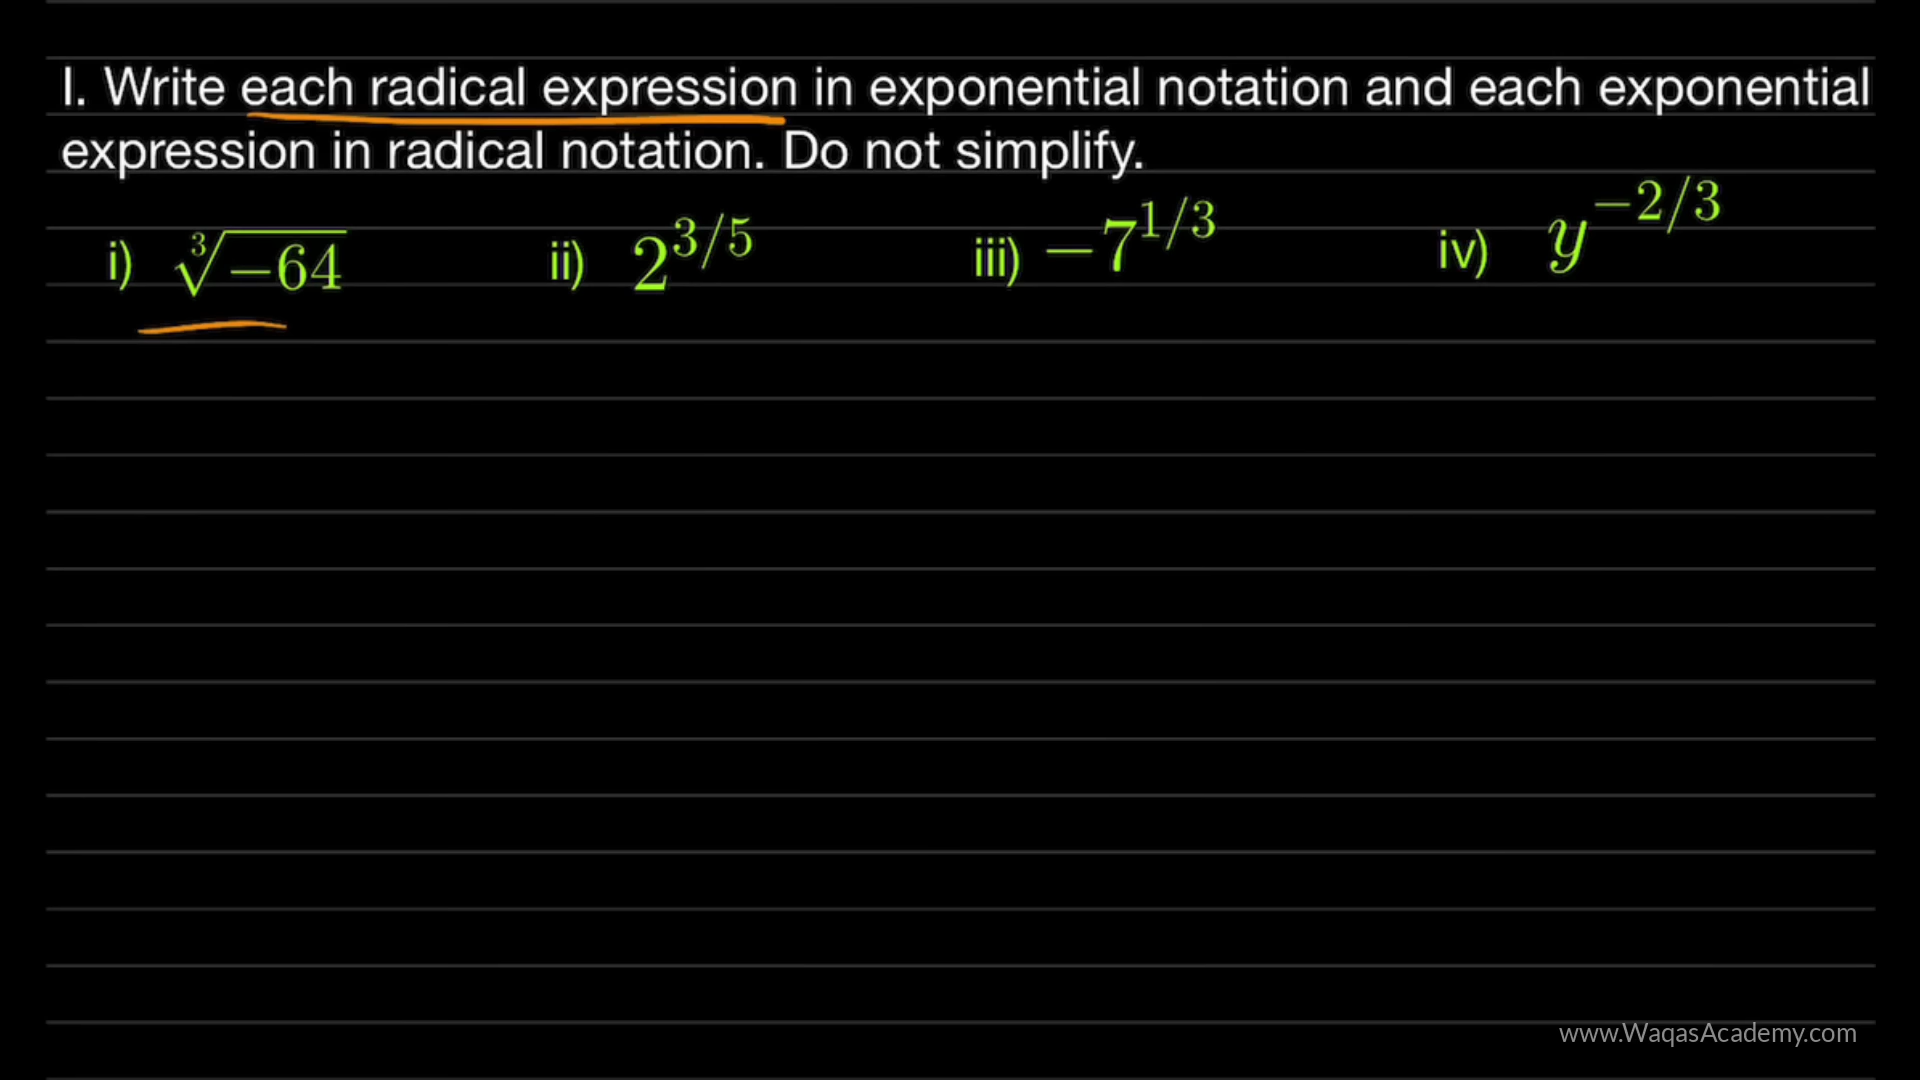 I. Write each radical expression in exponential notation and each exponential
expression in radical notation. Do not simplify.
i) ∛−64 ii) 2^{3/5} iii) −7^{1/3} iv) y^{−2/3}
www.WaqasAcademy.com